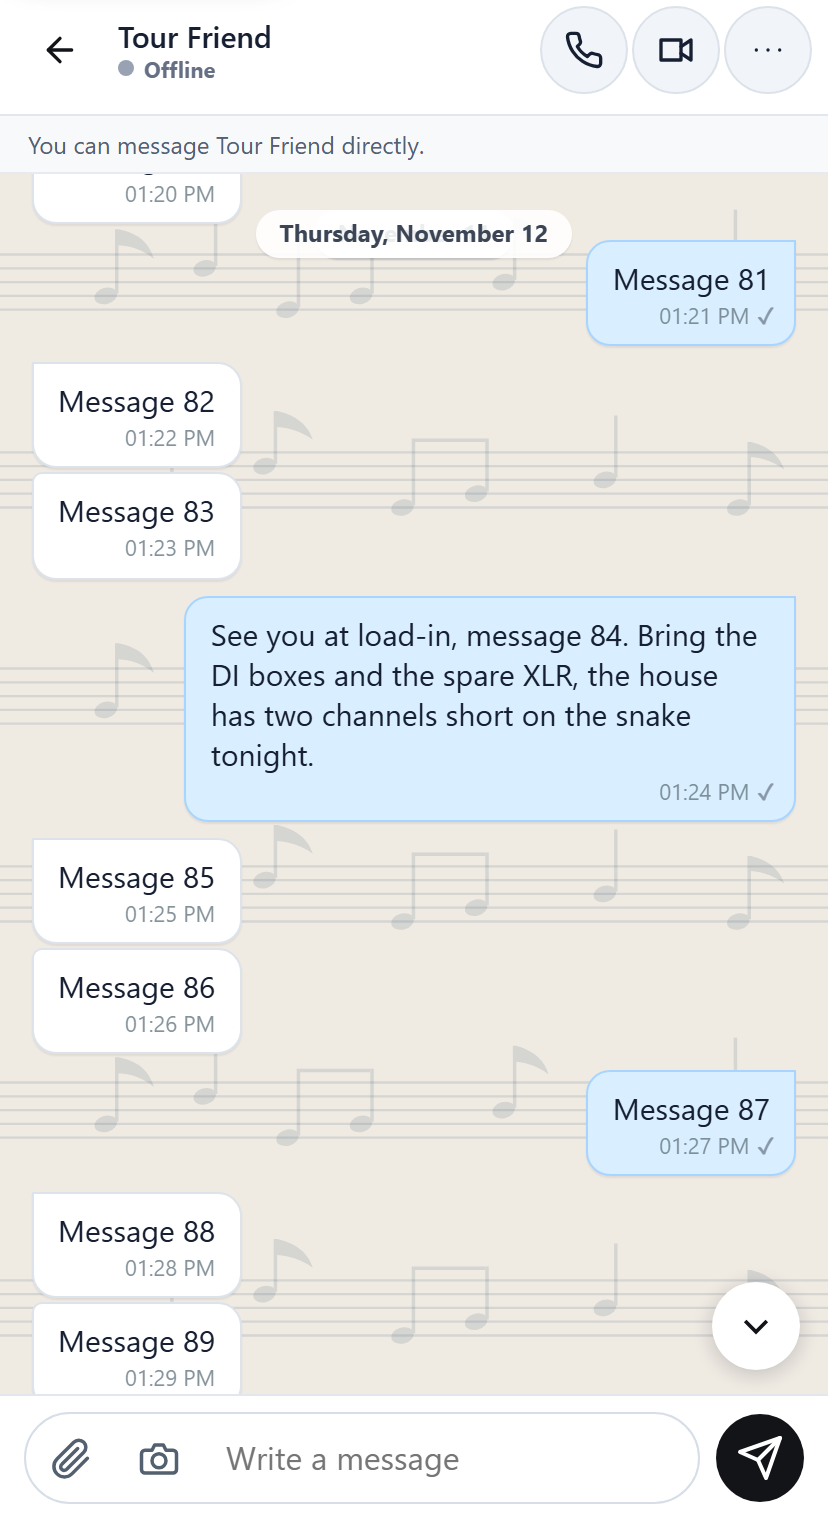 Tour Friend
Offline
You can message Tour Friend directly.
01:20 PM
Thursday, November 12
Message 81
01:21 PM ✓
Message 82
01:22 PM
Message 83
01:23 PM
See you at load-in, message 84. Bring the
DI boxes and the spare XLR, the house
has two channels short on the snake
tonight.
01:24 PM ✓
Message 85
01:25 PM
Message 86
01:26 PM
Message 87
01:27 PM ✓
Message 88
01:28 PM
Message 89
01:29 PM
Write a message